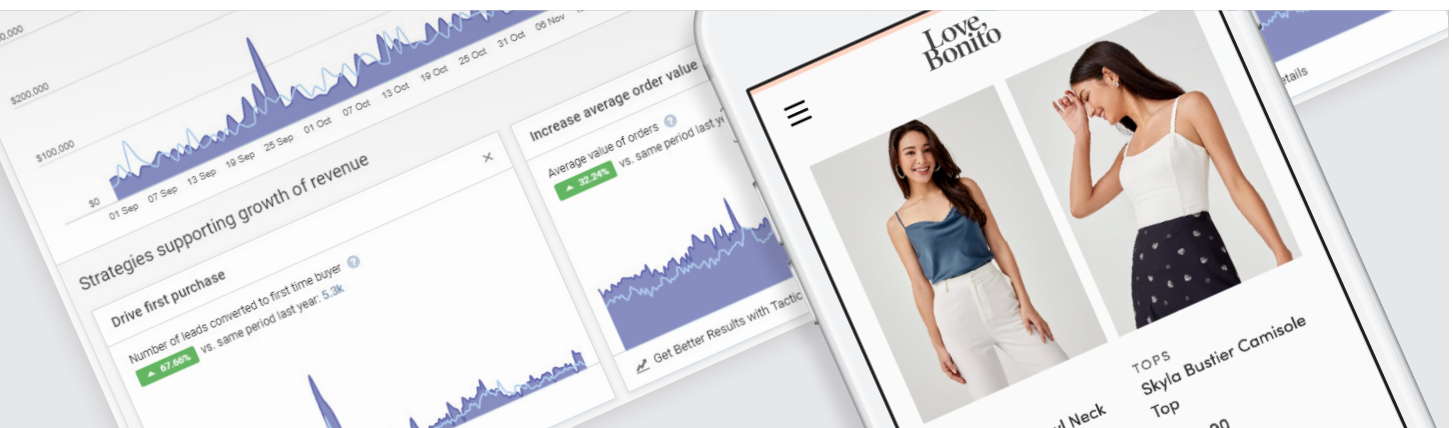 $200,000
$100,000
$0
01 Sep
07 Sep
13 Sep
19 Sep
25 Sep
01 Oct
07 Oct
13 Oct
19 Oct
25 Oct
31 Oct
06 Nov
Strategies supporting growth of revenue
Drive first purchase
Number of leads converted to first time buyer
67.66% vs. same period last year: 5.3k
Increase average order value
Average value of orders
32.24% vs. same period last
Get Better Results with Tactic
Love,
Bonito
Neck
TOPS
Skyla Bustier Camisole
Top